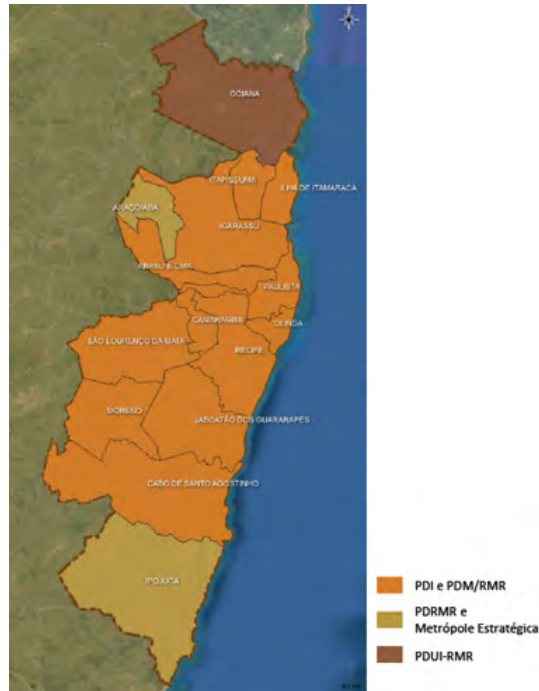 GOIANA
ITAPISSUMA
ILHA DE ITAMARACÁ
ARAÇOIABA
IGARASSU
ABREU E LIMA
PAULISTA
CAMARAGIBE
OLINDA
SÃO LOURENÇO DA MATA
RECIFE
MORENO
JABOATÃO DOS GUARARAPES
CABO DE SANTO AGOSTINHO
IPOJUCA
PDI e PDM/RMR
PDRMR e
Metrópole Estratégica
PDUI-RMR